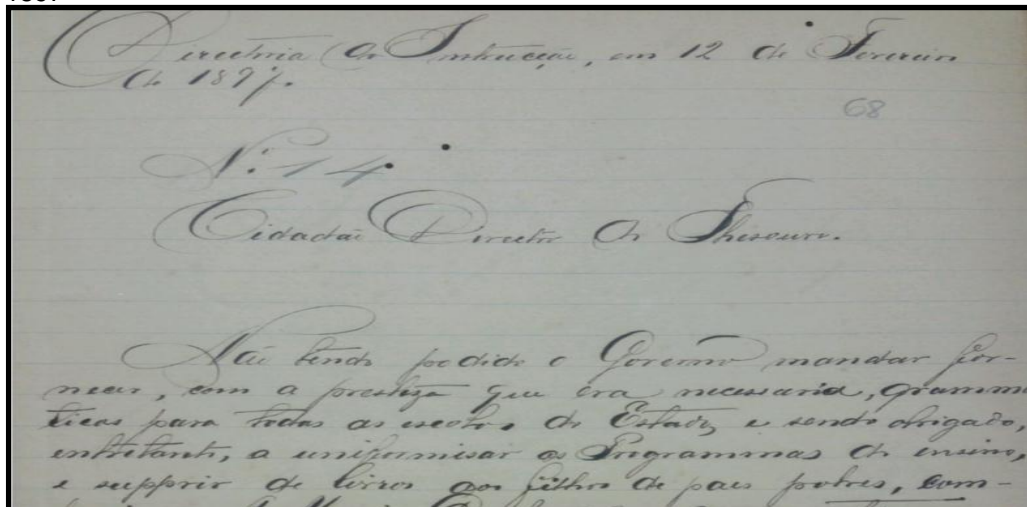 Directoria de Instrucção, em 12 de Fevereiro
de 1897.
68
N.º 14
Cidadão Director do Thesouro.
Não tendo podido o Governo mandar for-
necer, com a presteza que era necessaria, gramma
ticas para todas as escolas do Estado, e sendo obrigado,
entretanto, a uniformisar os Programmas de ensino,
e supprir de livros aos filhos de paes pobres, com-